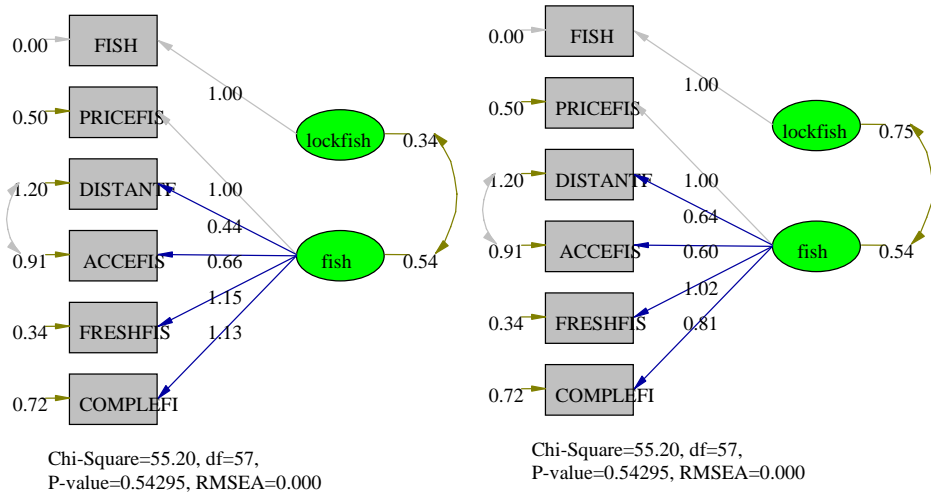 0.00
FISH
1.00
0.50
PRICEFIS
lockfish
0.34
1.20
DISTANTF
1.00
0.44
0.91
ACCEFIS
0.66
fish
0.54
1.15
0.34
FRESHFIS
1.13
0.72
COMPLEFI
Chi-Square=55.20, df=57,
P-value=0.54295, RMSEA=0.000
0.00
FISH
1.00
0.50
PRICEFIS
lockfish
0.75
1.20
DISTANTF
1.00
0.64
0.91
ACCEFIS
0.60
fish
0.54
1.02
0.34
FRESHFIS
0.81
0.72
COMPLEFI
Chi-Square=55.20, df=57,
P-value=0.54295, RMSEA=0.000